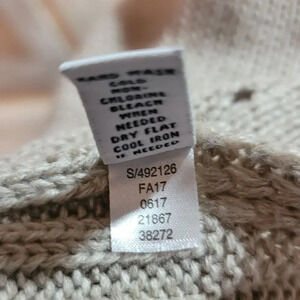 HAND WASH
COLD
NON-
CHLORINE
BLEACH
WHEN
NEEDED
DRY FLAT
COOL IRON
IF NEEDED
S/492126
FA17
0617
21867
38272